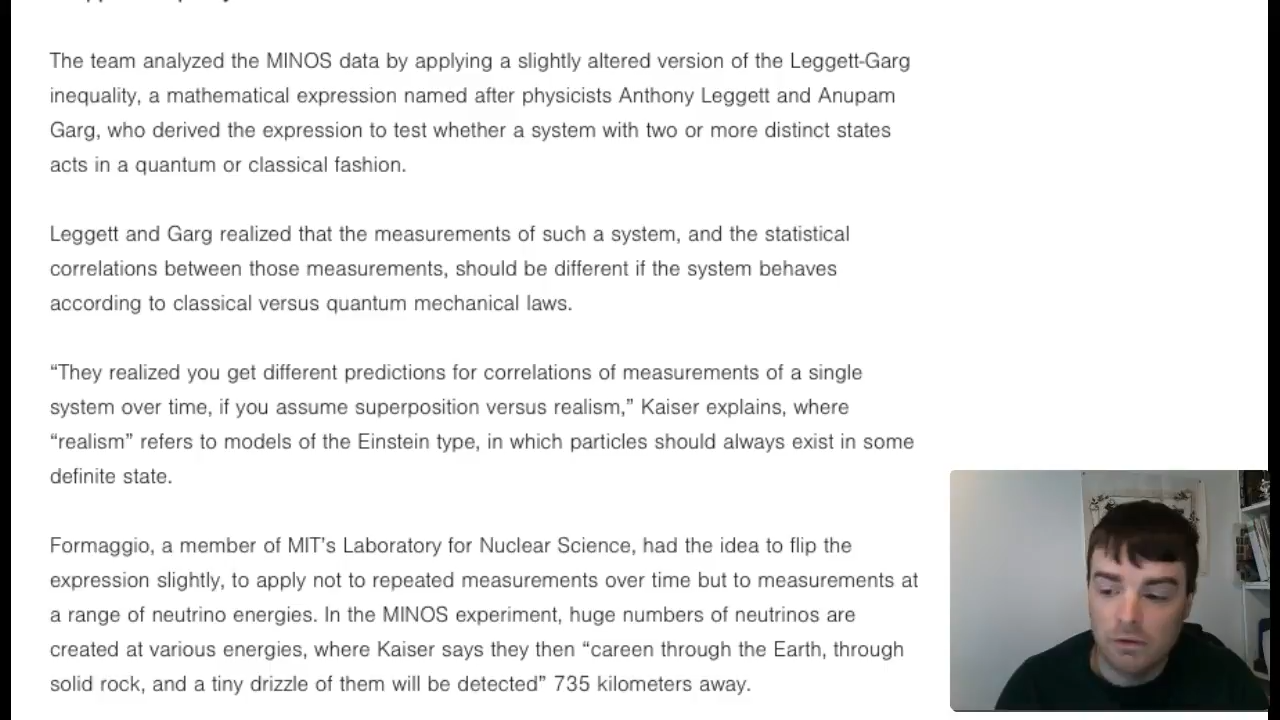 The team analyzed the MINOS data by applying a slightly altered version of the Leggett-Garg
inequality, a mathematical expression named after physicists Anthony Leggett and Anupam
Garg, who derived the expression to test whether a system with two or more distinct states
acts in a quantum or classical fashion.
Leggett and Garg realized that the measurements of such a system, and the statistical
correlations between those measurements, should be different if the system behaves
according to classical versus quantum mechanical laws.
“They realized you get different predictions for correlations of measurements of a single
system over time, if you assume superposition versus realism,” Kaiser explains, where
“realism” refers to models of the Einstein type, in which particles should always exist in some
definite state.
Formaggio, a member of MIT’s Laboratory for Nuclear Science, had the idea to flip the
expression slightly, to apply not to repeated measurements over time but to measurements at
a range of neutrino energies. In the MINOS experiment, huge numbers of neutrinos are
created at various energies, where Kaiser says they then “careen through the Earth, through
solid rock, and a tiny drizzle of them will be detected” 735 kilometers away.